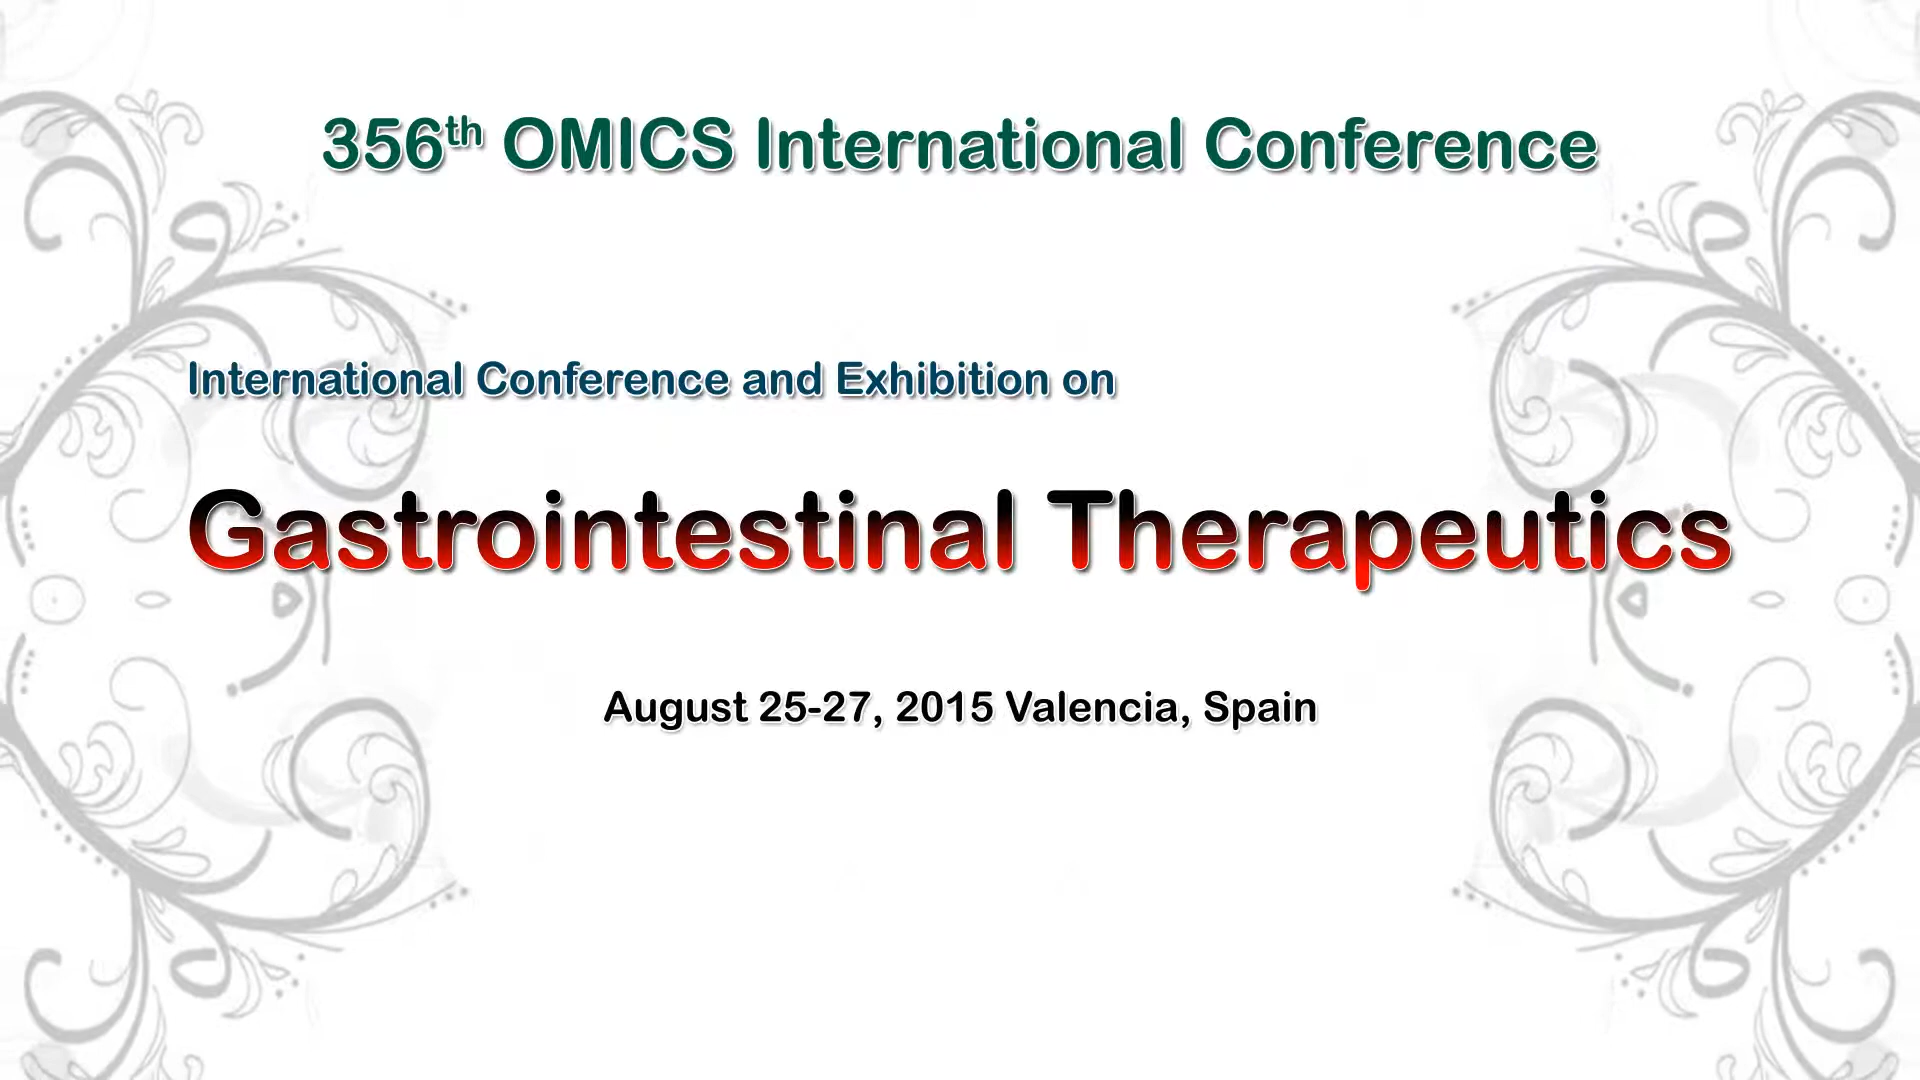 356th OMICS International Conference
International Conference and Exhibition on
Gastrointestinal Therapeutics
August 25-27, 2015 Valencia, Spain